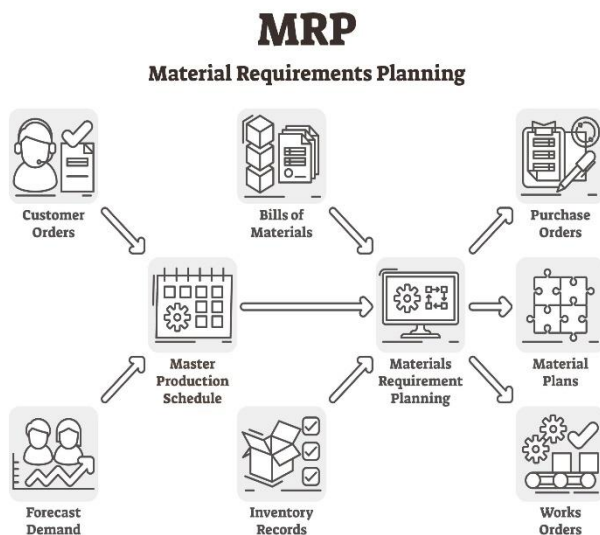 MRP
Material Requirements Planning
Customer
Orders
Bills of
Materials
Purchase
Orders
Master
Production
Schedule
Materials
Requirement
Planning
Material
Plans
Forecast
Demand
Inventory
Records
Works
Orders